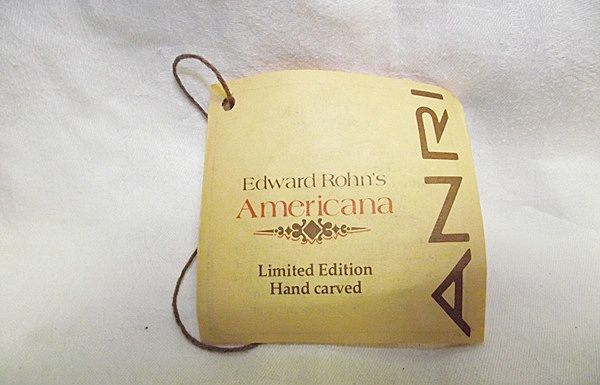 Edward Rohn's
Americana
Limited Edition
Hand carved
ANRI